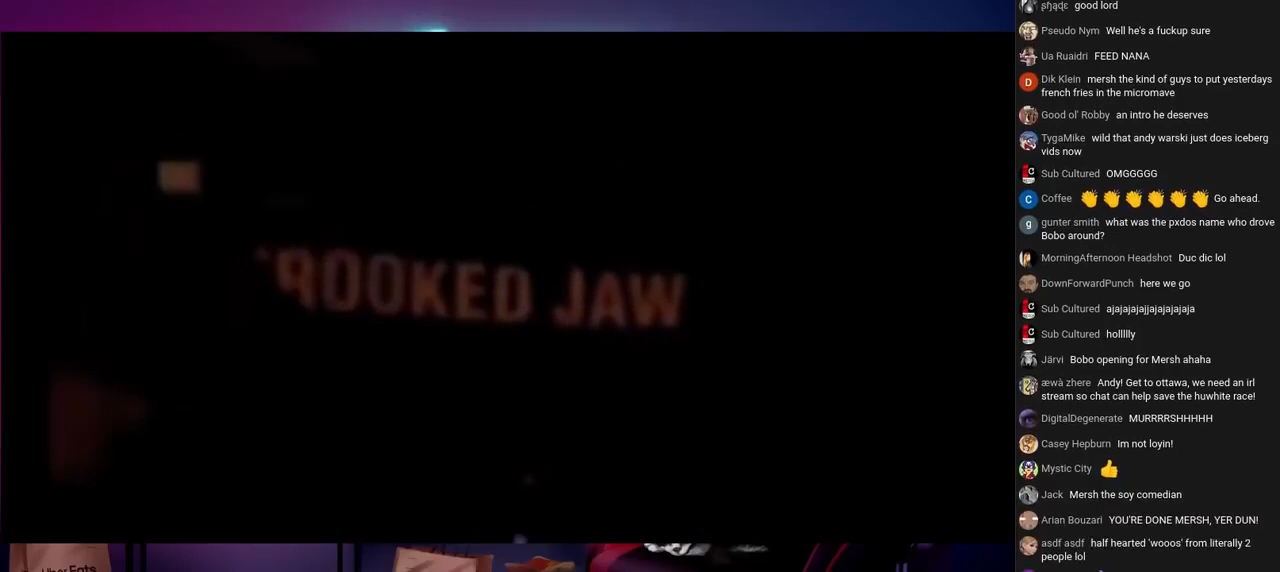 ROOKED JAW
Uber Eats
good lord
Pseudo Nym Well he's a fuckup sure
Ua Ruaidri FEED NANA
Dik Klein mersh the kind of guys to put yesterdays
french fries in the micromave
Good ol' Robby an intro he deserves
TygaMike wild that andy warski just does iceberg
vids now
Sub Cultured OMGGGGG
Coffee 👏👏👏👏👏👏 Go ahead.
gunter smith what was the pxdos name who drove
Bobo around?
MorningAfternoon Headshot Duc dic lol
DownForwardPunch here we go
Sub Cultured ajajajajajjajajajajaja
Sub Cultured hollllly
Järvi Bobo opening for Mersh ahaha
æwà zhere Andy! Get to ottawa, we need an irl
stream so chat can help save the huwhite race!
DigitalDegenerate MURRRRSHHHHH
Casey Hepburn Im not loyin!
Mystic City 👍
Jack Mersh the soy comedian
Arian Bouzari YOU'RE DONE MERSH, YER DUN!
asdf asdf half hearted 'wooos' from literally 2
people lol